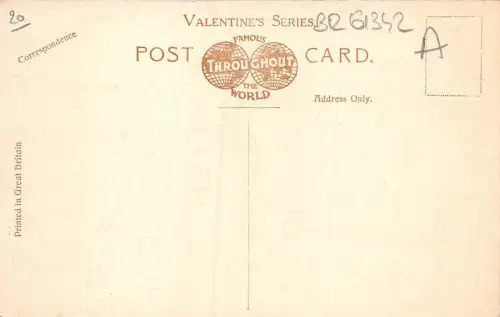 20
VALENTINE'S SERIES
BR 61342
Correspondence
POST CARD.
FAMOUS
THROUGHOUT
THE
WORLD
A
Address Only.
Printed in Great Britain